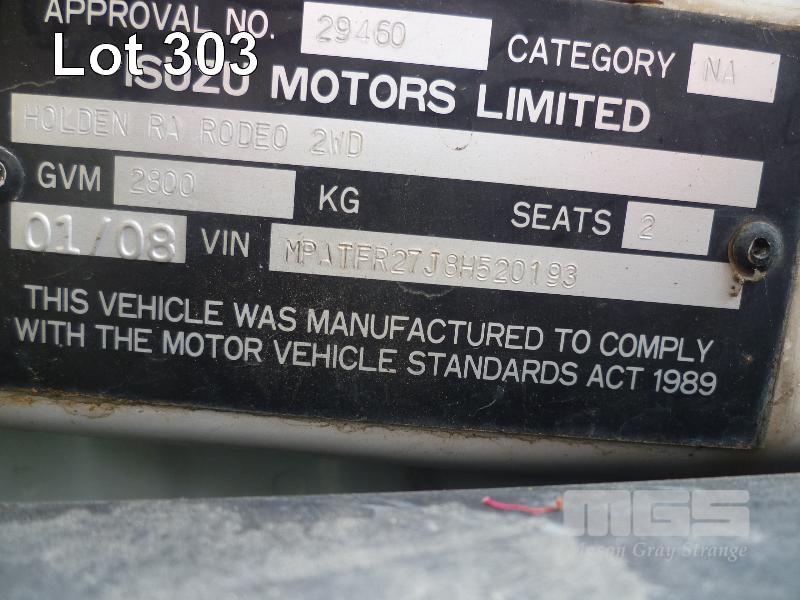 APPROVAL NO. 29460 CATEGORY NA
Lot 303
ISUZU MOTORS LIMITED
HOLDEN RA RODEO 2WD
GVM 2800 KG SEATS 2
01/08 VIN MPATFR27J8H520193
THIS VEHICLE WAS MANUFACTURED TO COMPLY
WITH THE MOTOR VEHICLE STANDARDS ACT 1989
MGS
Mason Gray Strange